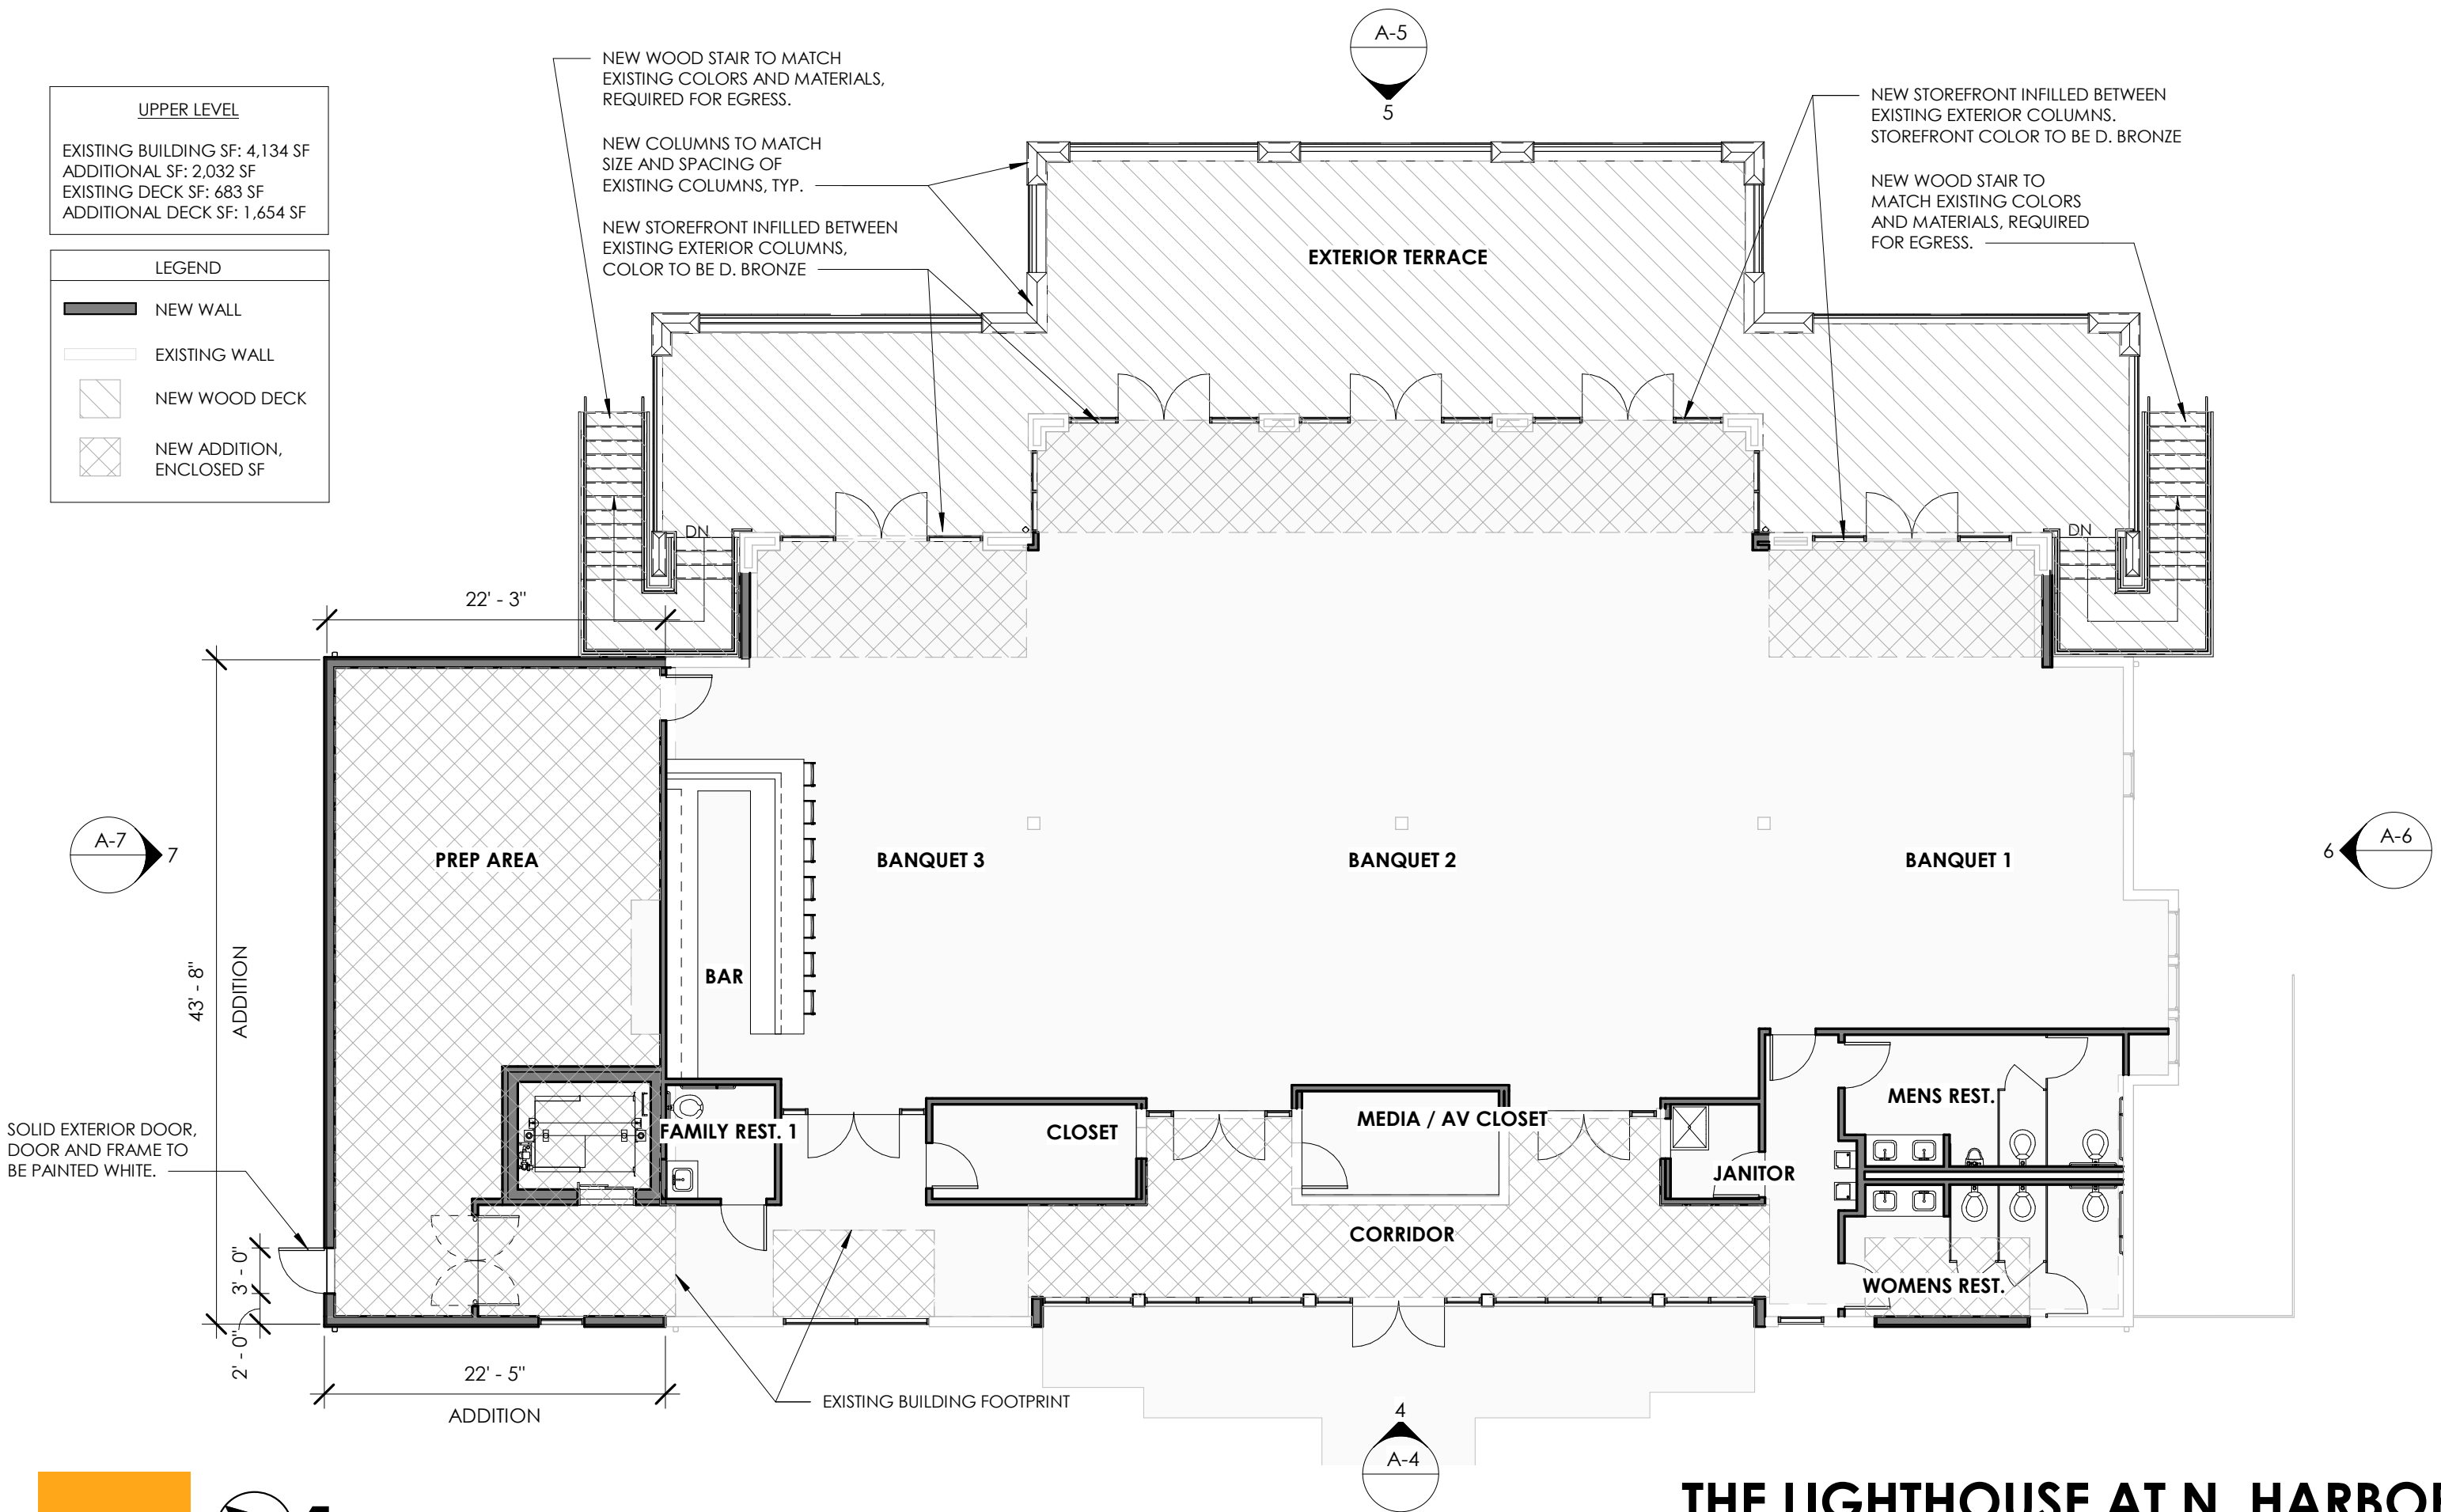 A-5
5
NEW WOOD STAIR TO MATCH
EXISTING COLORS AND MATERIALS,
REQUIRED FOR EGRESS.
NEW COLUMNS TO MATCH
SIZE AND SPACING OF
EXISTING COLUMNS, TYP.
NEW STOREFRONT INFILLED BETWEEN
EXISTING EXTERIOR COLUMNS,
COLOR TO BE D. BRONZE
NEW STOREFRONT INFILLED BETWEEN
EXISTING EXTERIOR COLUMNS.
STOREFRONT COLOR TO BE D. BRONZE
NEW WOOD STAIR TO
MATCH EXISTING COLORS
AND MATERIALS, REQUIRED
FOR EGRESS.
UPPER LEVEL
EXISTING BUILDING SF: 4,134 SF
ADDITIONAL SF: 2,032 SF
EXISTING DECK SF: 683 SF
ADDITIONAL DECK SF: 1,654 SF
LEGEND
NEW WALL
EXISTING WALL
NEW WOOD DECK
NEW ADDITION,
ENCLOSED SF
EXTERIOR TERRACE
DN
DN
22' - 3"
43' - 8"
ADDITION
A-7
7
PREP AREA
BANQUET 3
BANQUET 2
BANQUET 1
6
A-6
BAR
SOLID EXTERIOR DOOR,
DOOR AND FRAME TO
BE PAINTED WHITE.
FAMILY REST. 1
CLOSET
MEDIA / AV CLOSET
JANITOR
MENS REST.
CORRIDOR
WOMENS REST.
3' - 0"
2' - 0"
22' - 5"
ADDITION
EXISTING BUILDING FOOTPRINT
4
A-4
THE LIGHTHOUSE AT N. HARBOR